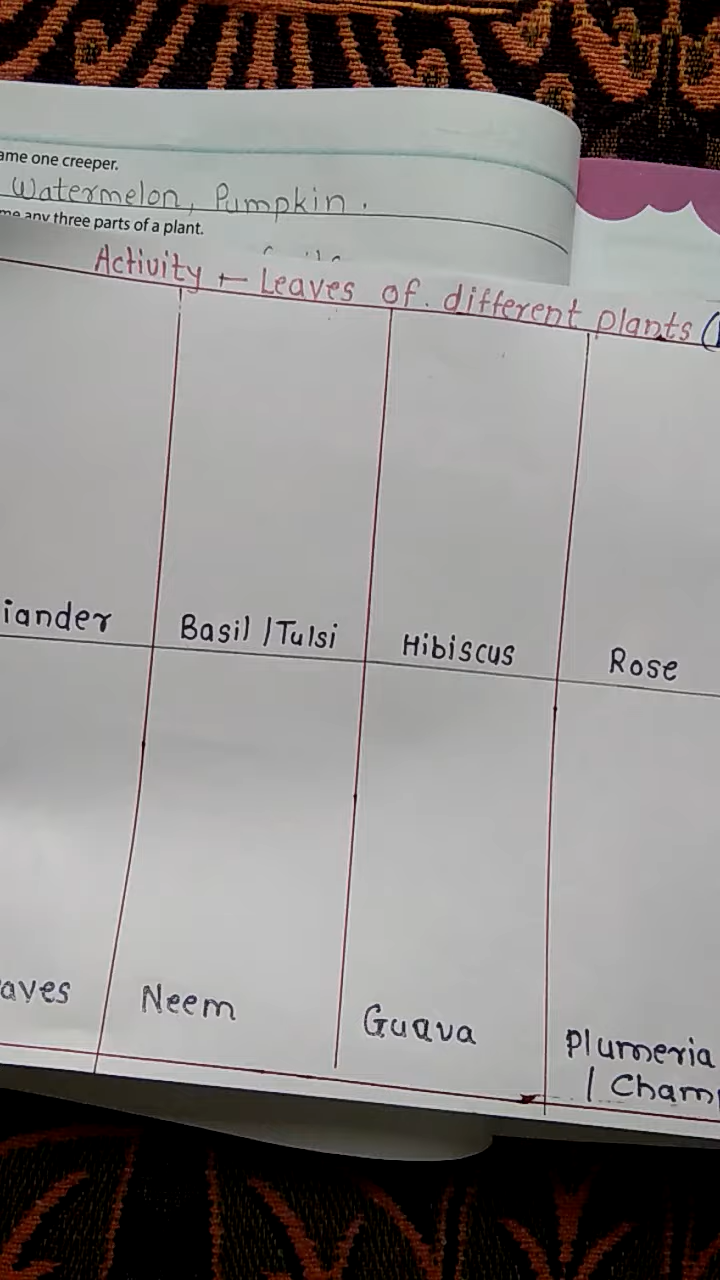 ame one creeper.
Watermelon, Pumpkin.
me any three parts of a plant.
Activity - Leaves of different plants (
iander
Basil / Tulsi
Hibiscus
Rose
aves
Neem
Guava
Plumeria
/ Cham